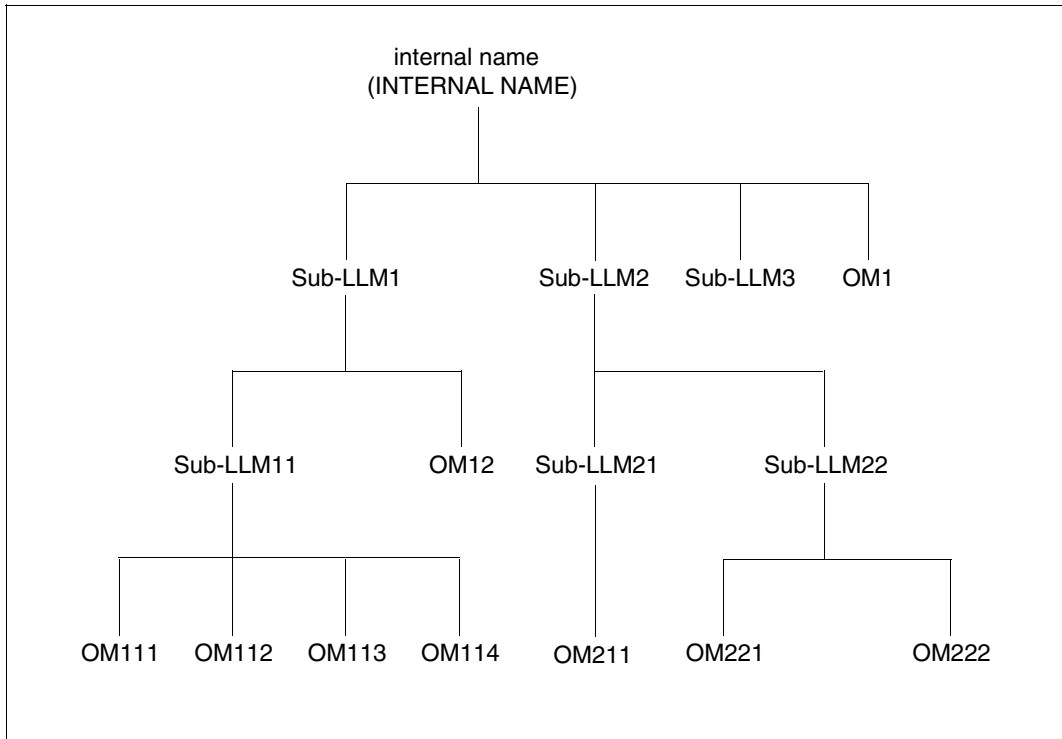 internal name
(INTERNAL NAME)
Sub-LLM1 Sub-LLM2 Sub-LLM3 OM1
Sub-LLM11 OM12 Sub-LLM21 Sub-LLM22
OM111 OM112 OM113 OM114 OM211 OM221 OM222